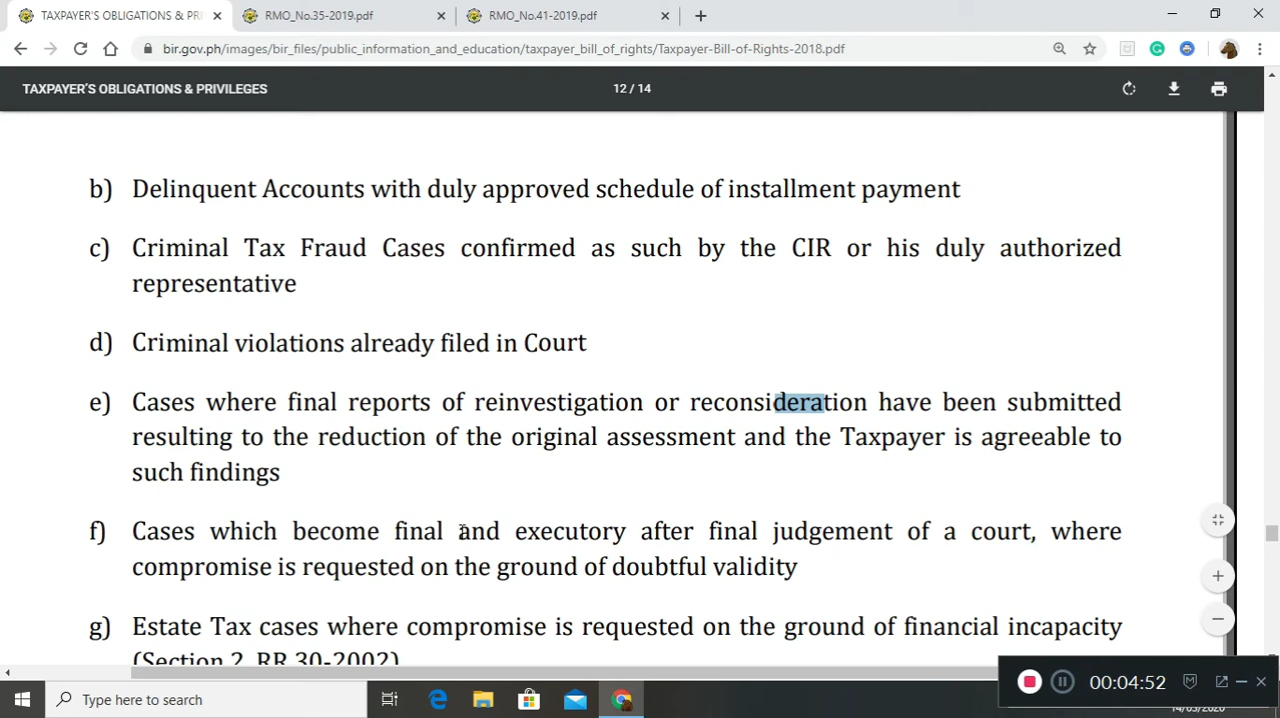 TAXPAYER'S OBLIGATIONS & PRI
RMO_No.35-2019.pdf
RMO_No.41-2019.pdf
bir.gov.ph/images/bir_files/public_information_and_education/taxpayer_bill_of_rights/Taxpayer-Bill-of-Rights-2018.pdf
TAXPAYER'S OBLIGATIONS & PRIVILEGES
12 / 14
b) Delinquent Accounts with duly approved schedule of installment payment
c) Criminal Tax Fraud Cases confirmed as such by the CIR or his duly authorized
representative
d) Criminal violations already filed in Court
e) Cases where final reports of reinvestigation or reconsideration have been submitted
resulting to the reduction of the original assessment and the Taxpayer is agreeable to
such findings
f) Cases which become final and executory after final judgement of a court, where
compromise is requested on the ground of doubtful validity
g) Estate Tax cases where compromise is requested on the ground of financial incapacity
(Section 2, RR 30-2002)
Type here to search
00:04:52
14/05/2020